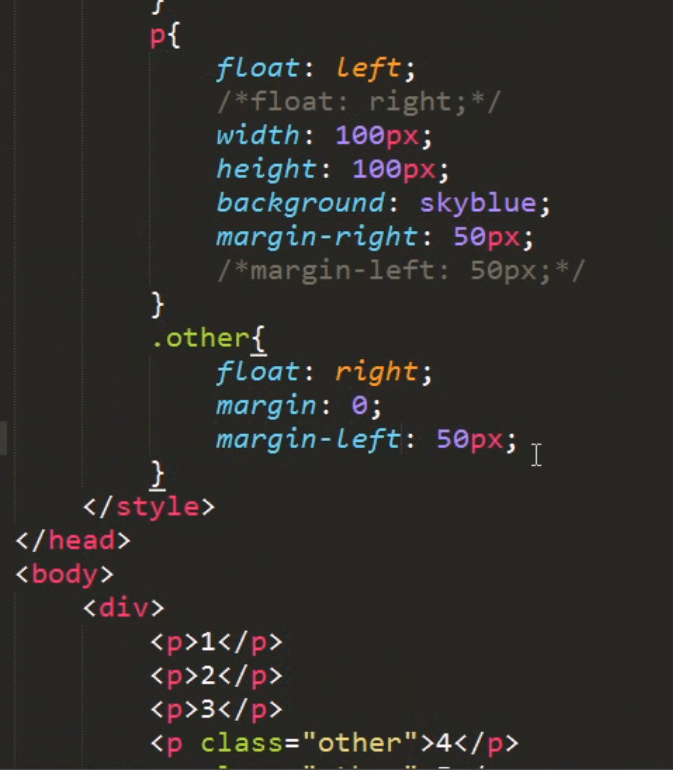 }
p{
float: left;
/*float: right;*/
width: 100px;
height: 100px;
background: skyblue;
margin-right: 50px;
/*margin-left: 50px;*/
}
.other{
float: right;
margin: 0;
margin-left: 50px;
}
</style>
</head>
<body>
<div>
<p>1</p>
<p>2</p>
<p>3</p>
<p class="other">4</p>